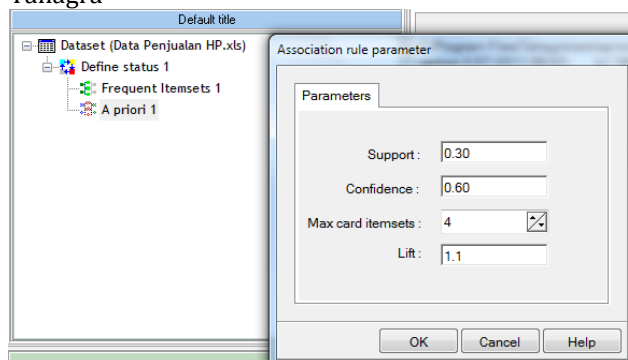 Tanagra
Default title
Dataset (Data Penjualan HP.xls)
Define status 1
Frequent Itemsets 1
A priori 1
Association rule parameter
Parameters
Support : 0.30
Confidence : 0.60
Max card itemsets : 4
Lift : 1.1
OK Cancel Help